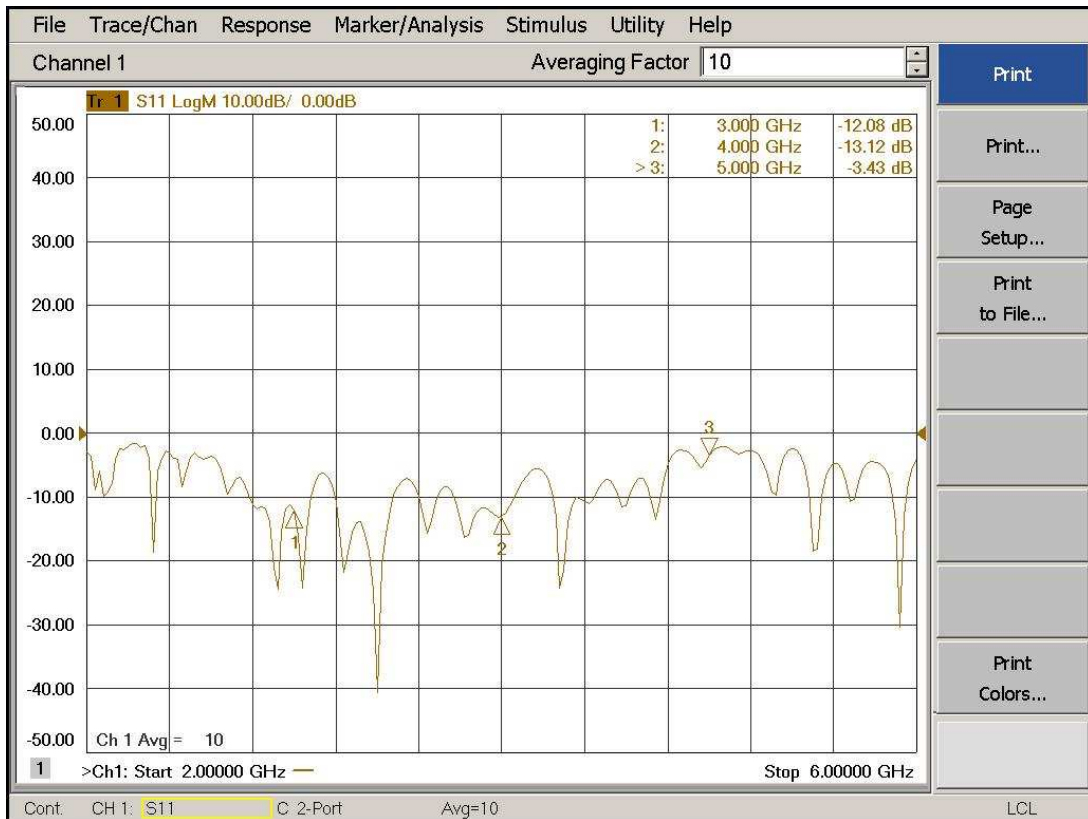 File Trace/Chan Response Marker/Analysis Stimulus Utility Help
Channel 1 Averaging Factor 10
Print
Tr 1 S11 LogM 10.00dB/ 0.00dB
50.00
1: 3.000 GHz -12.08 dB
2: 4.000 GHz -13.12 dB
> 3: 5.000 GHz -3.43 dB
Print...
40.00
Page
Setup...
30.00
Print
to File...
20.00
10.00
0.00
3
-10.00
1
2
-20.00
-30.00
Print
Colors...
-40.00
-50.00
Ch 1 Avg = 10
1 >Ch1: Start 2.00000 GHz — Stop 6.00000 GHz
Cont. CH 1: S11 C 2-Port Avg=10 LCL